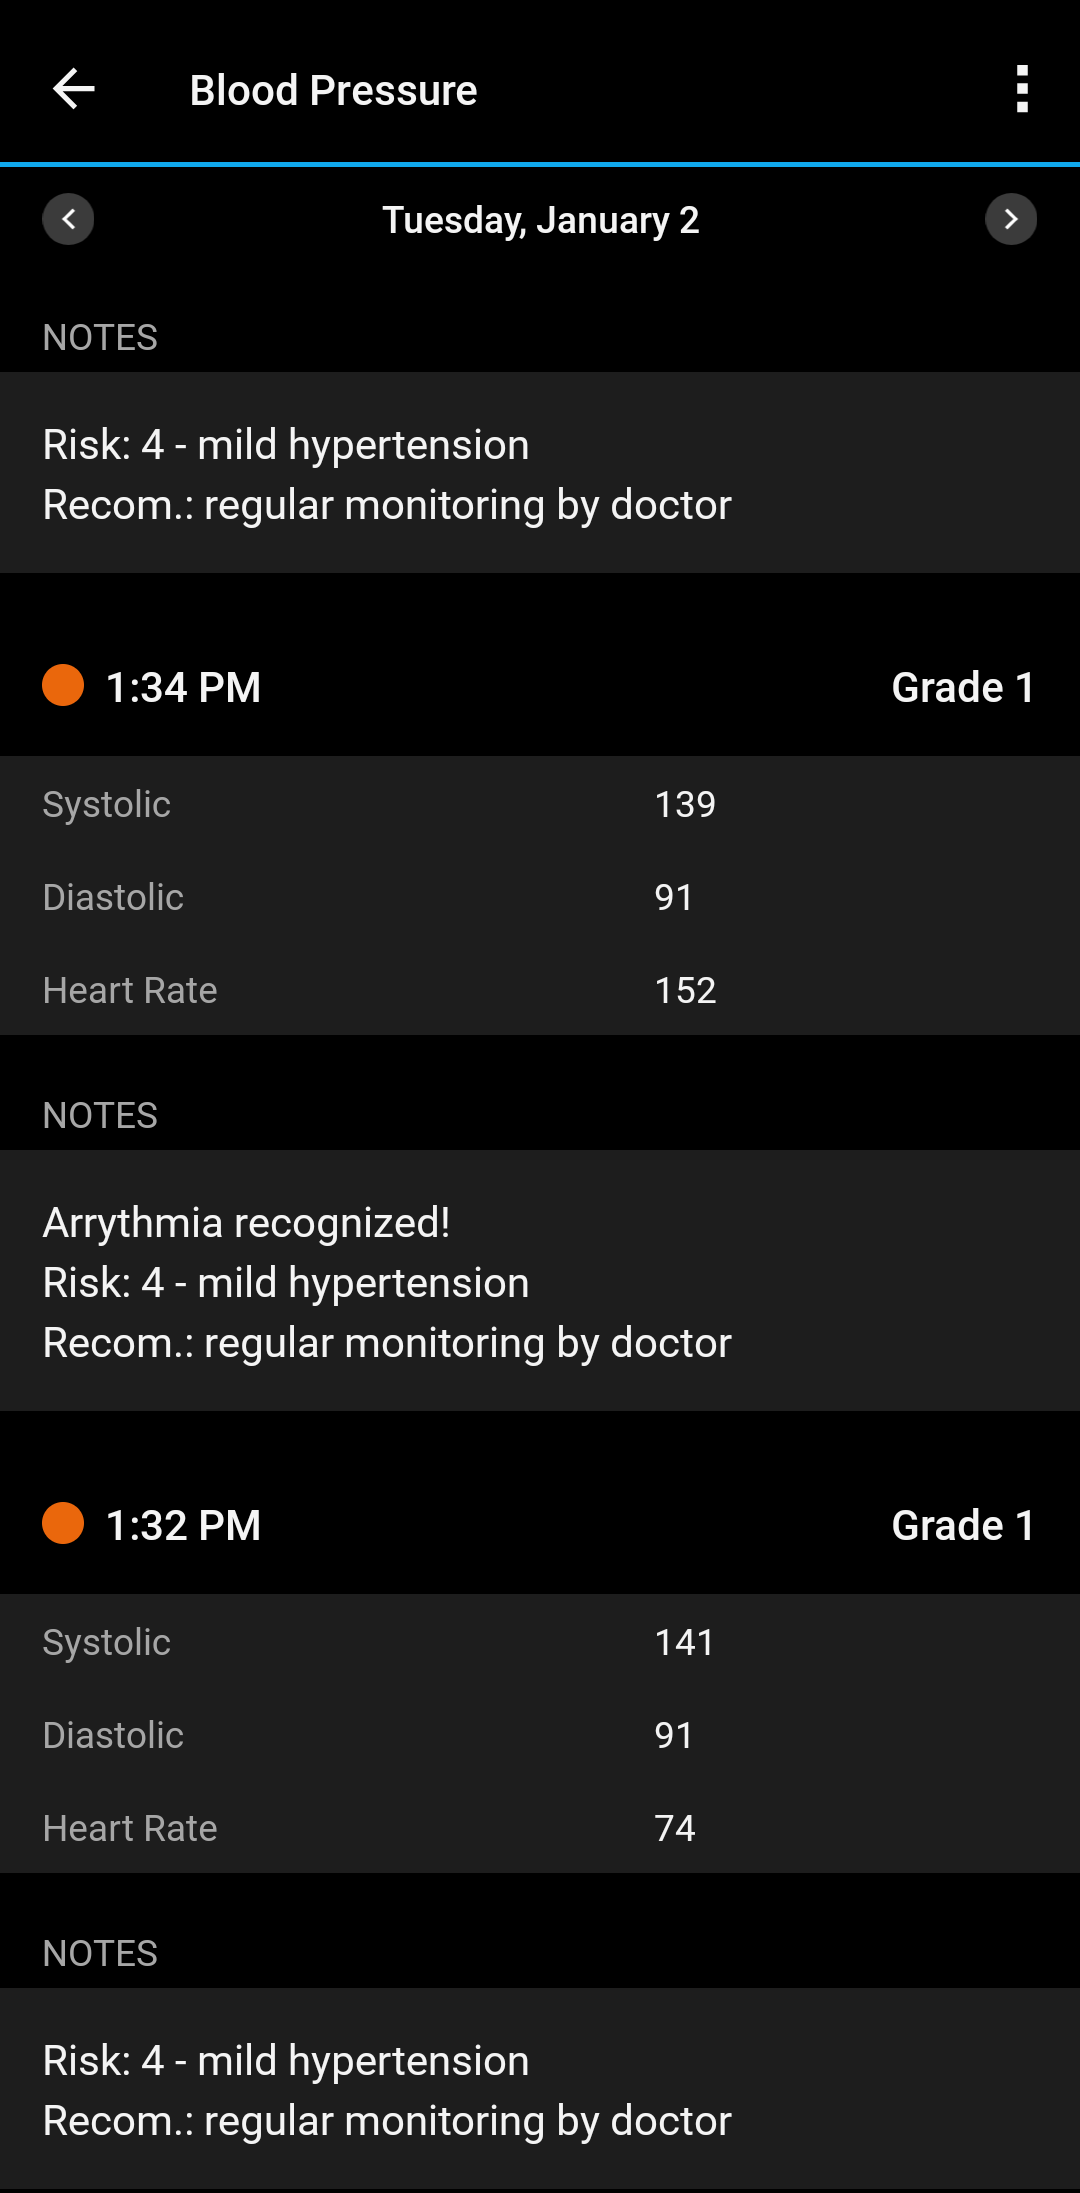 Blood Pressure
Tuesday, January 2
NOTES
Risk: 4 - mild hypertension
Recom.: regular monitoring by doctor
1:34 PM Grade 1
Systolic 139
Diastolic 91
Heart Rate 152
NOTES
Arrythmia recognized!
Risk: 4 - mild hypertension
Recom.: regular monitoring by doctor
1:32 PM Grade 1
Systolic 141
Diastolic 91
Heart Rate 74
NOTES
Risk: 4 - mild hypertension
Recom.: regular monitoring by doctor